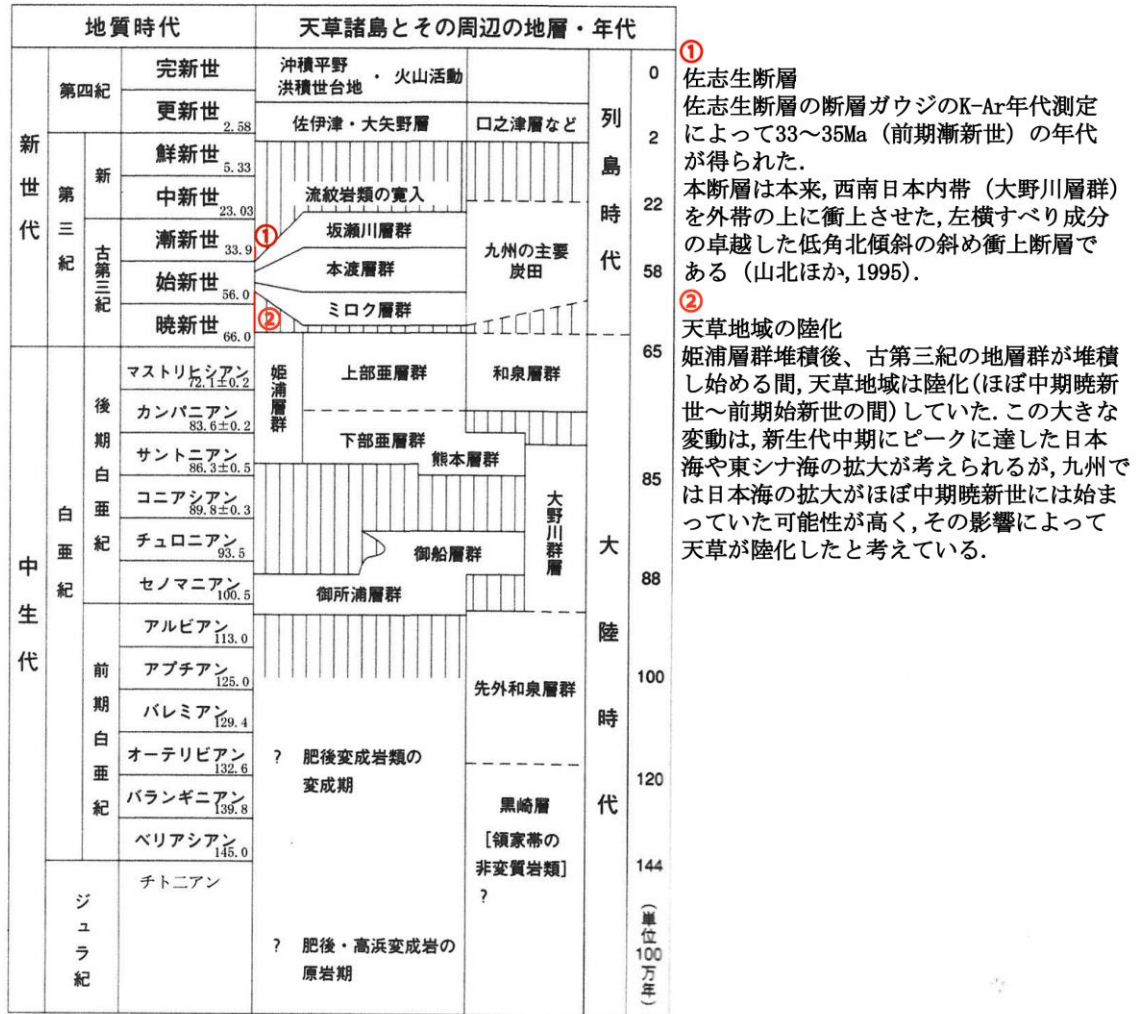 地質時代
天草諸島とその周辺の地層・年代
新世代
第四紀
完新世
更新世
2.58
第三紀
新
鮮新世
5.33
中新世
23.03
古第三紀
漸新世
33.9
始新世
56.0
暁新世
66.0
中生代
白亜紀
後期白亜紀
マストリヒシアン
72.1±0.2
カンパニアン
83.6±0.2
サントニアン
86.3±0.5
コニアシアン
89.8±0.3
チュロニアン
93.5
セノマニアン
100.5
前期白亜紀
アルビアン
113.0
アプチアン
125.0
バレミアン
129.4
オーテリビアン
132.6
バランギニアン
139.8
ベリアシアン
145.0
ジュラ紀
チトニアン
沖積平野
洪積世台地
・火山活動
佐伊津・大矢野層
口之津層など
流紋岩類の寛入
①
坂瀬川層群
本渡層群
②
ミロク層群
九州の主要
炭田
姫浦層群
上部亜層群
和泉層群
下部亜層群
熊本層群
大野川群層
御船層群
御所浦層群
先外和泉層群
? 肥後変成岩類の
変成期
黒崎層
[領家帯の
非変質岩類]
?
? 肥後・高浜変成岩の
原岩期
列島時代
大陸時代
0
2
22
58
65
85
88
100
120
144
(単位100万年)
①
佐志生断層
佐志生断層の断層ガウジのK-Ar年代測定
によって33～35Ma（前期漸新世）の年代
が得られた.
本断層は本来,西南日本内帯（大野川層群）
を外帯の上に衝上させた,左横すべり成分
の卓越した低角北傾斜の斜め衝上断層で
ある（山北ほか,1995).
②
天草地域の陸化
姫浦層群堆積後、古第三紀の地層群が堆積
し始める間,天草地域は陸化(ほぼ中期暁新
世～前期始新世の間)していた.この大きな
変動は,新生代中期にピークに達した日本
海や東シナ海の拡大が考えられるが,九州で
は日本海の拡大がほぼ中期暁新世には始ま
っていた可能性が高く,その影響によって
天草が陸化したと考えている.